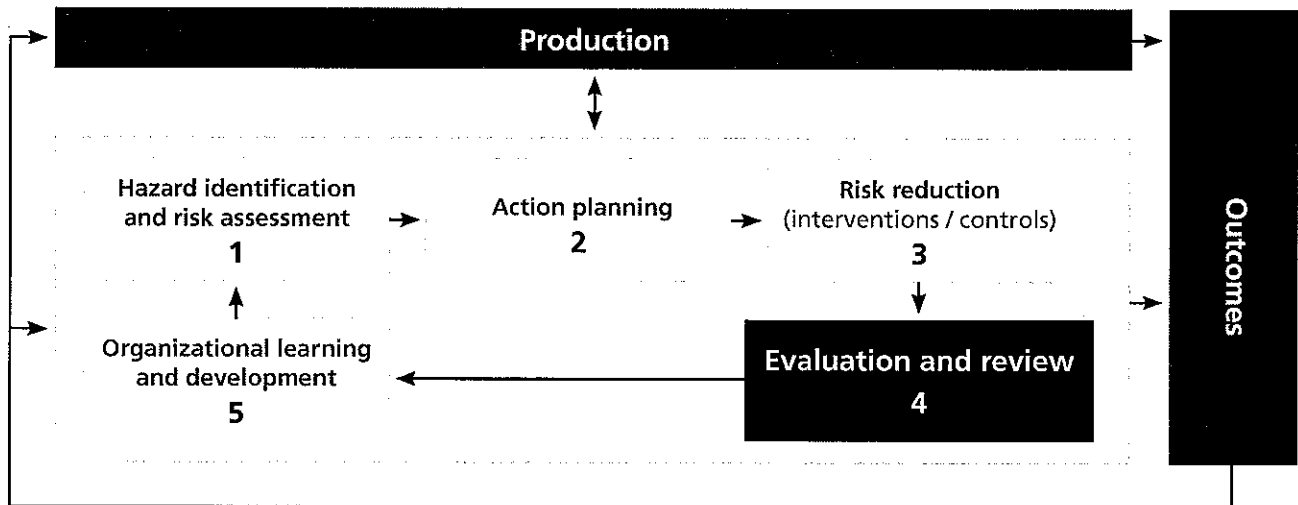 Production
Hazard identification
and risk assessment
1
Action planning
2
Risk reduction
(interventions / controls)
3
Organizational learning
and development
5
Evaluation and review
4
Outcomes